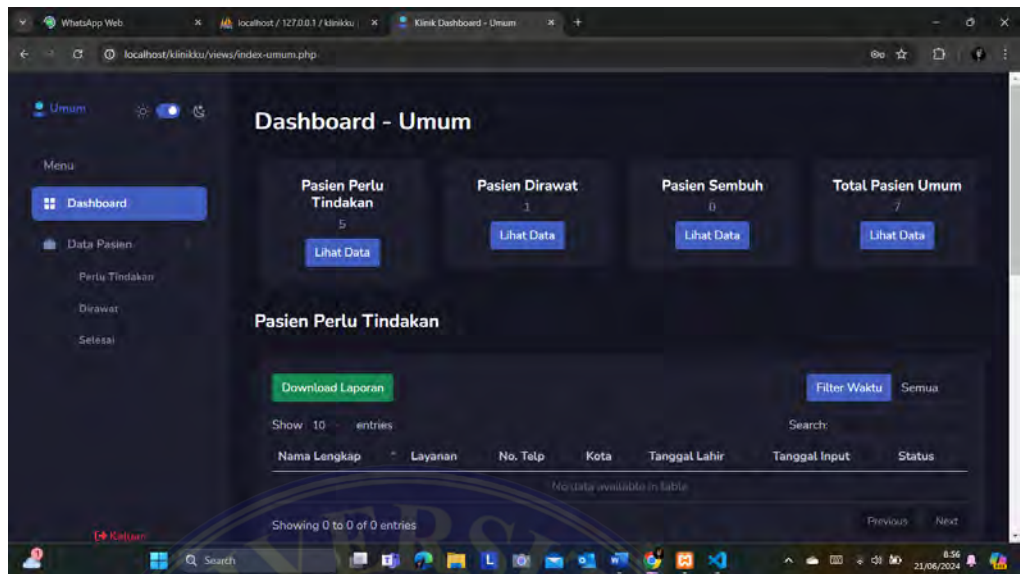 WhatsApp Web
localhost / 127.0.0.1 / klinikku
Klinik Dashboard - Umum
localhost/klinikku/views/index-umum.php
Umum
Menu
Dashboard
Data Pasien
Perlu Tindakan
Dirawat
Selesai
Keluar
Dashboard - Umum
Pasien Perlu
Tindakan
5
Lihat Data
Pasien Dirawat
1
Lihat Data
Pasien Sembuh
0
Lihat Data
Total Pasien Umum
7
Lihat Data
Pasien Perlu Tindakan
Download Laporan
Filter Waktu Semua
Show 10 entries
Search:
Nama Lengkap Layanan No. Telp Kota Tanggal Lahir Tanggal Input Status
No data available in table
Showing 0 to 0 of 0 entries
Previous Next
VERS
Search
8:56
21/06/2024